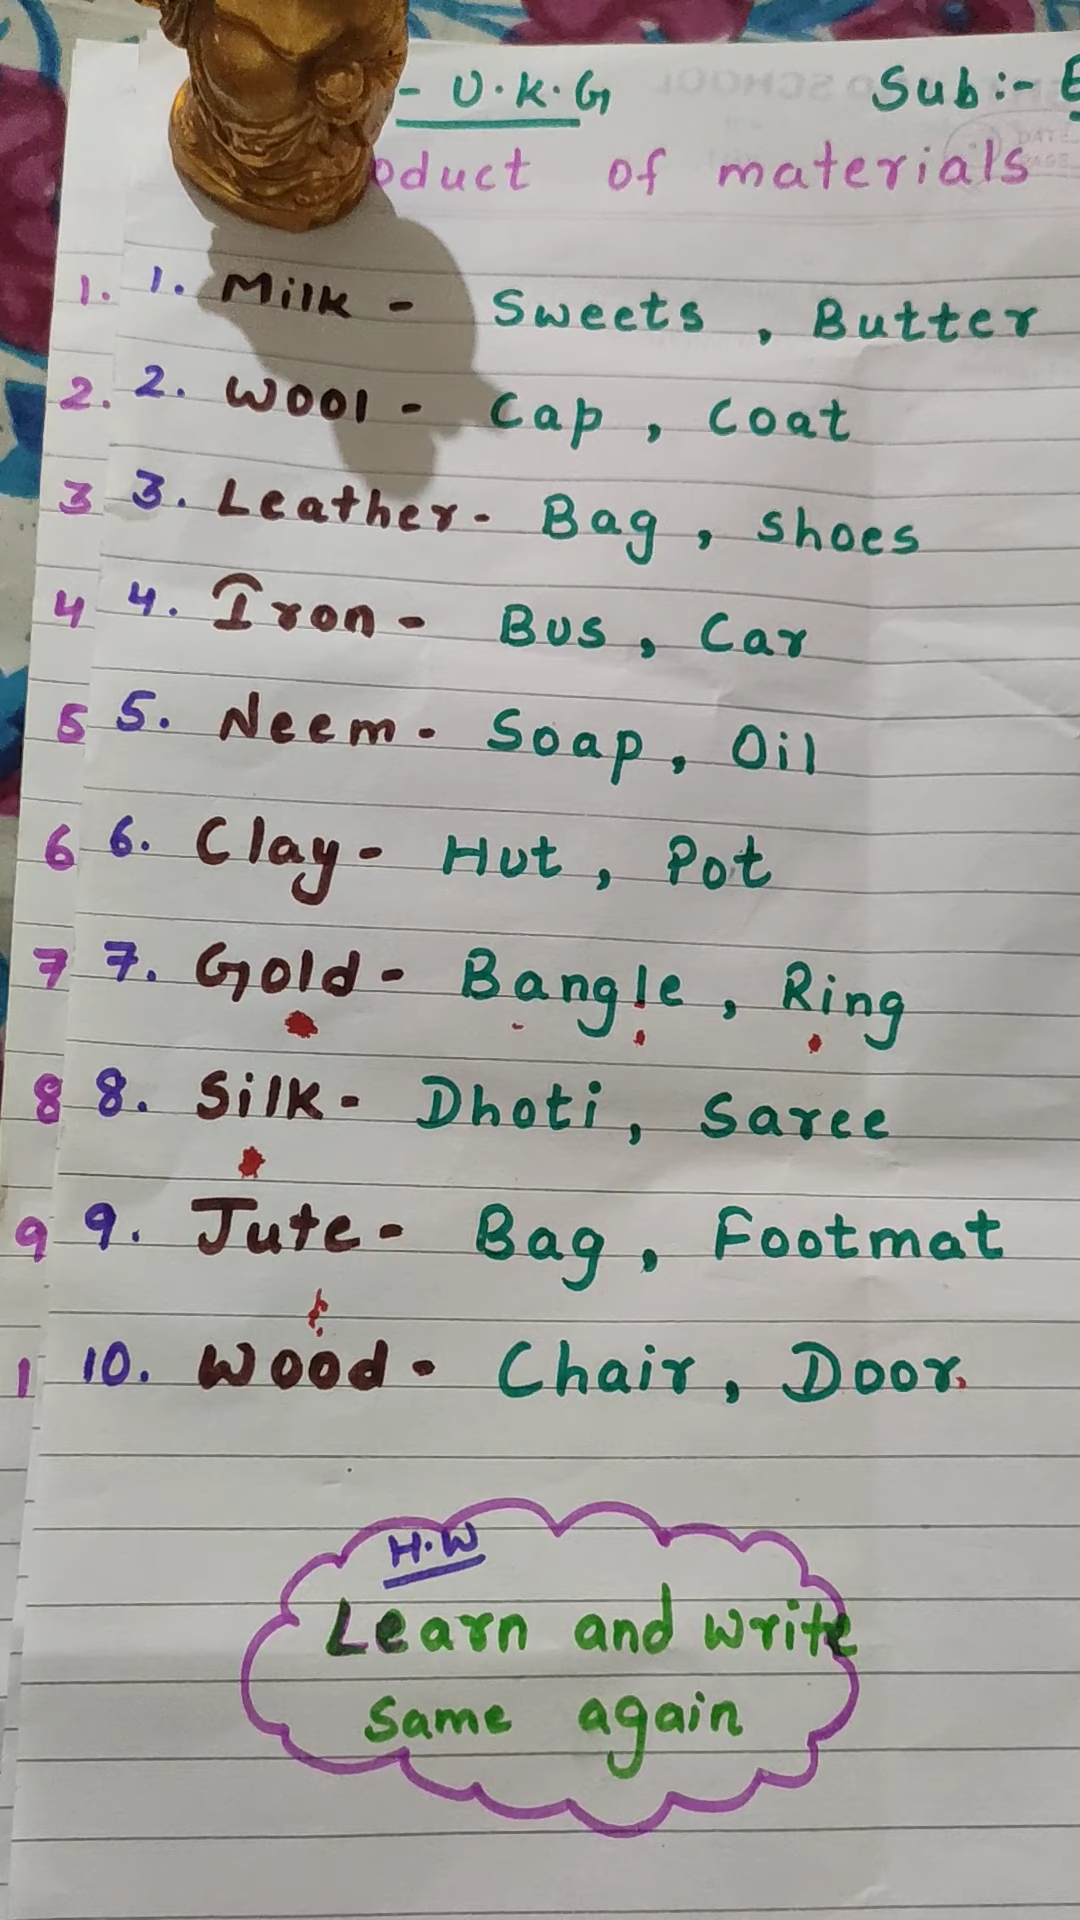 - U.K.G Sub:- E
oduct of materials
1. 1. Milk - Sweets , Butter
2. 2. Wool - Cap , Coat
3 3. Leather - Bag , Shoes
4 4. Iron - Bus , Car
5 5. Neem - Soap , Oil
6 6. Clay - Hut , Pot
7 7. Gold - Bangle , Ring
8 8. Silk - Dhoti , Saree
9 9. Jute - Bag , Footmat
1 10. Wood - Chair , Door.
H.W
Learn and write
same again